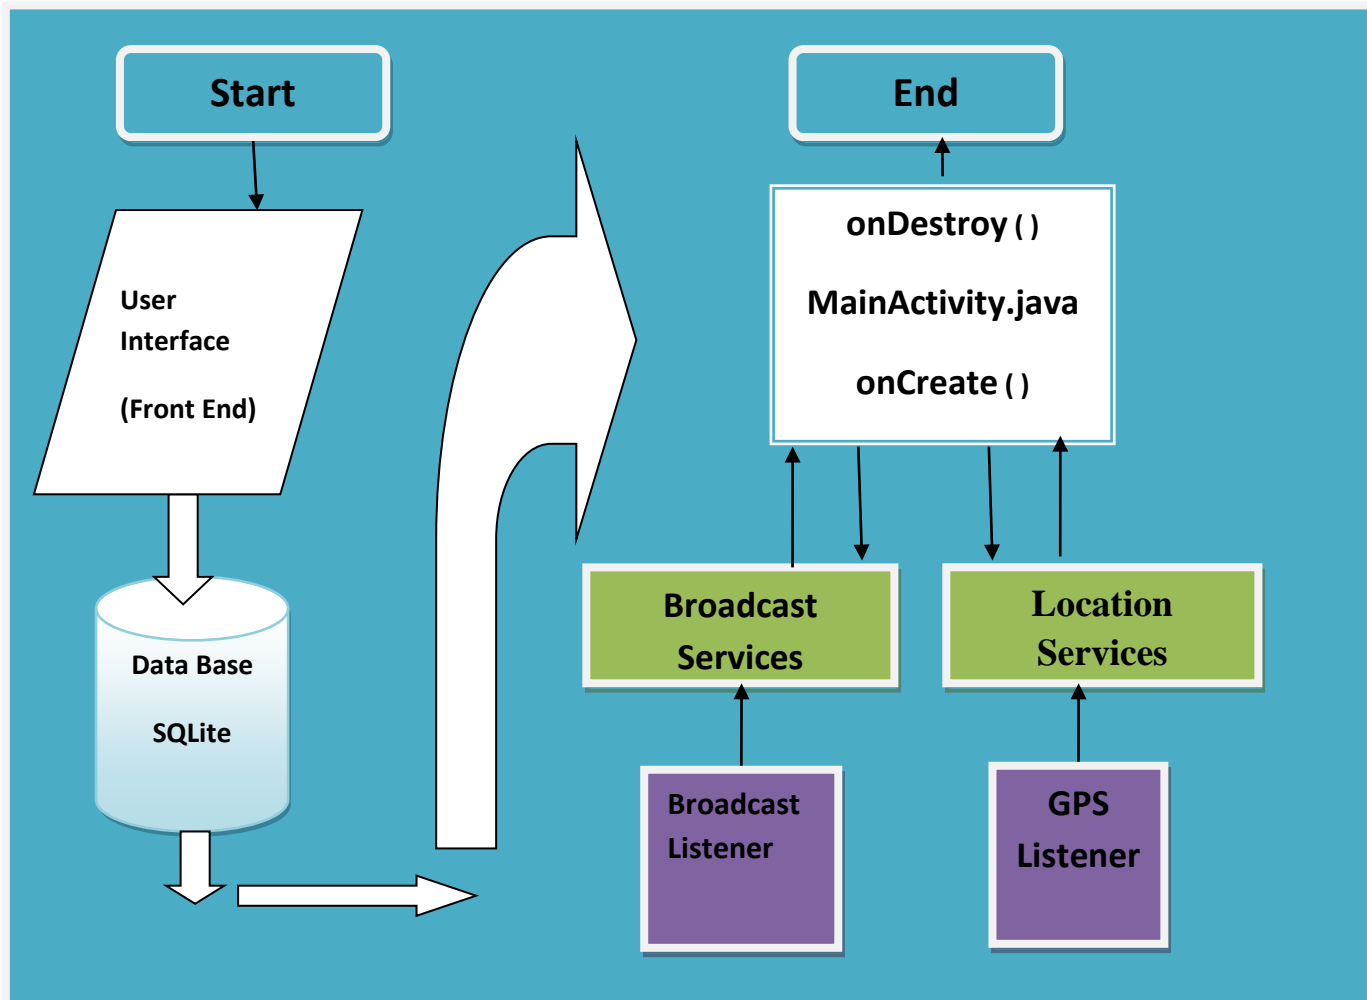 Start
User
Interface
(Front End)
Data Base
SQLite
End
onDestroy ( )
MainActivity.java
onCreate ( )
Broadcast
Services
Location
Services
Broadcast
Listener
GPS
Listener